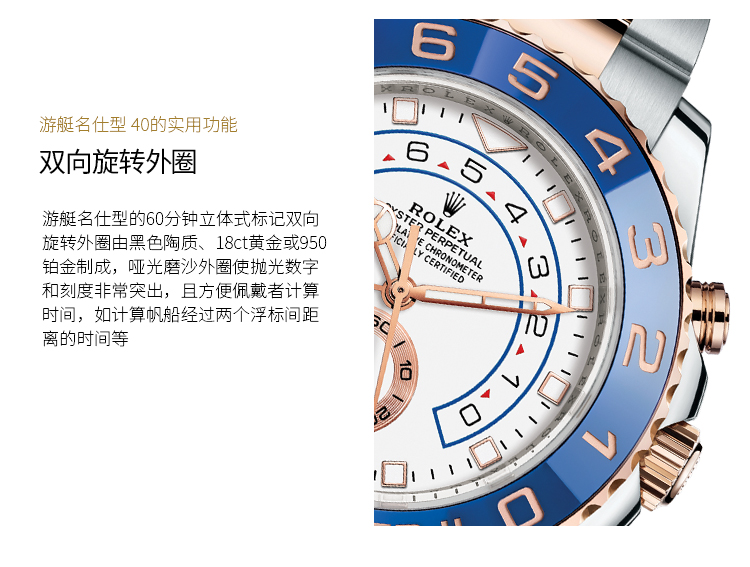 游艇名仕型 40的实用功能
双向旋转外圈
游艇名仕型的60分钟立体式标记双向
旋转外圈由黑色陶质、18ct黄金或950
铂金制成，哑光磨沙外圈使抛光数字
和刻度非常突出，且方便佩戴者计算
时间，如计算帆船经过两个浮标间距
离的时间等
6
5
4
3
2
1
0
6
5
4
3
2
1
0
ROLEX
OYSTER PERPETUAL
CHRONOMETER
CERTIFIED
60
10